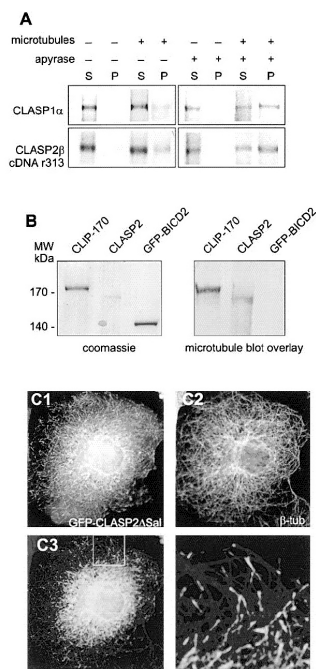 A
microtubules – – + + – – + +
apyrase – – – – + + + +
S P S P S P S P
CLASP1α
CLASP2β
cDNA r313
B
CLIP-170 CLASP2 GFP-BICD2 CLIP-170 CLASP2 GFP-BICD2
MW
kDa
170 -
140 -
coomassie microtubule blot overlay
C1 C2
GFP-CLASP2ΔSal β-tub
C3